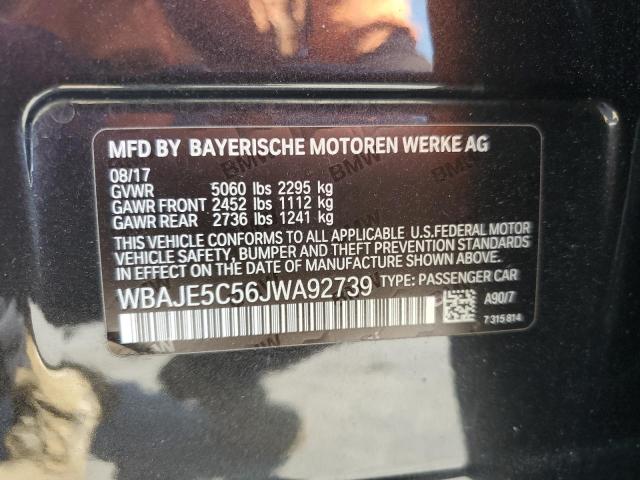 MFD BY BAYERISCHE MOTOREN WERKE AG
08/17
GVWR 5060 lbs 2295 kg
GAWR FRONT 2452 lbs 1112 kg
GAWR REAR 2736 lbs 1241 kg
THIS VEHICLE CONFORMS TO ALL APPLICABLE U.S.FEDERAL MOTOR
VEHICLE SAFETY, BUMPER AND THEFT PREVENTION STANDARDS
IN EFFECT ON THE DATE OF MANUFACTURE SHOWN ABOVE.
WBAJE5C56JWA92739 TYPE: PASSENGER CAR
A90/7
7 315 814